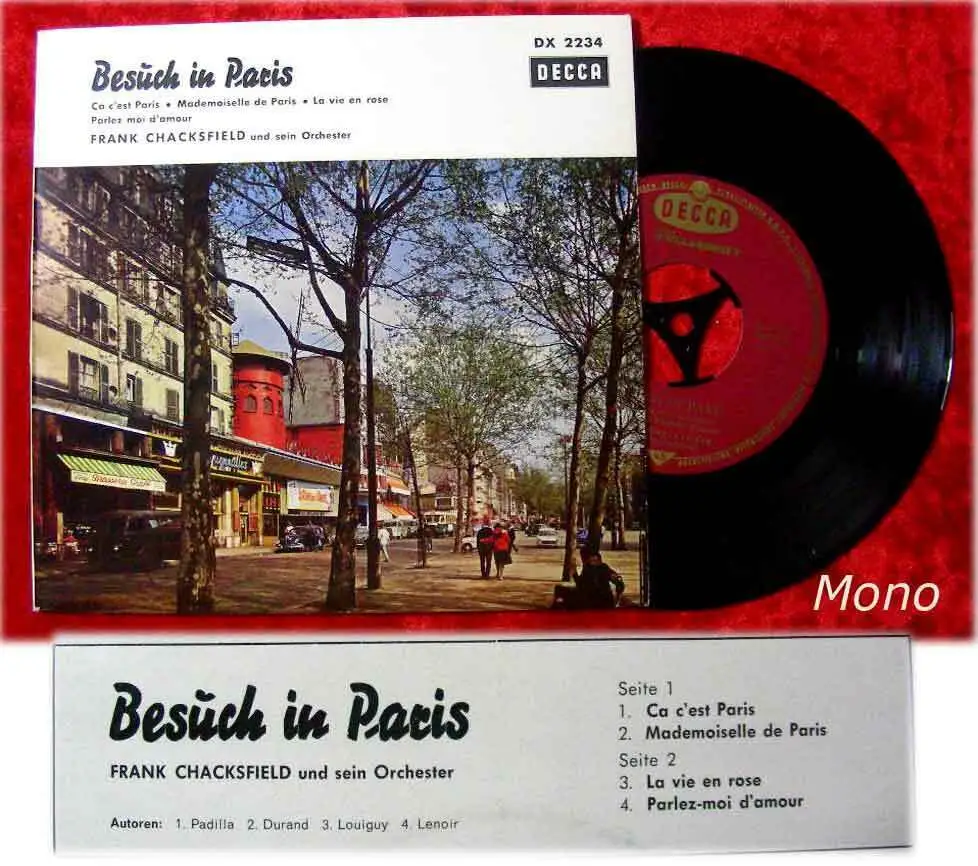 DX 2234
DECCA
Besŭch in Paris
Ca c'est Paris • Mademoiselle de Paris • La vie en rose
Parlez moi d'amour
FRANK CHACKSFIELD und sein Orchester
DECCA
Mono
Besŭch in Paris
FRANK CHACKSFIELD und sein Orchester
Autoren: 1. Padilla 2. Durand 3. Louiguy 4. Lenoir
Seite 1
1. Ca c'est Paris
2. Mademoiselle de Paris
Seite 2
3. La vie en rose
4. Parlez-moi d'amour